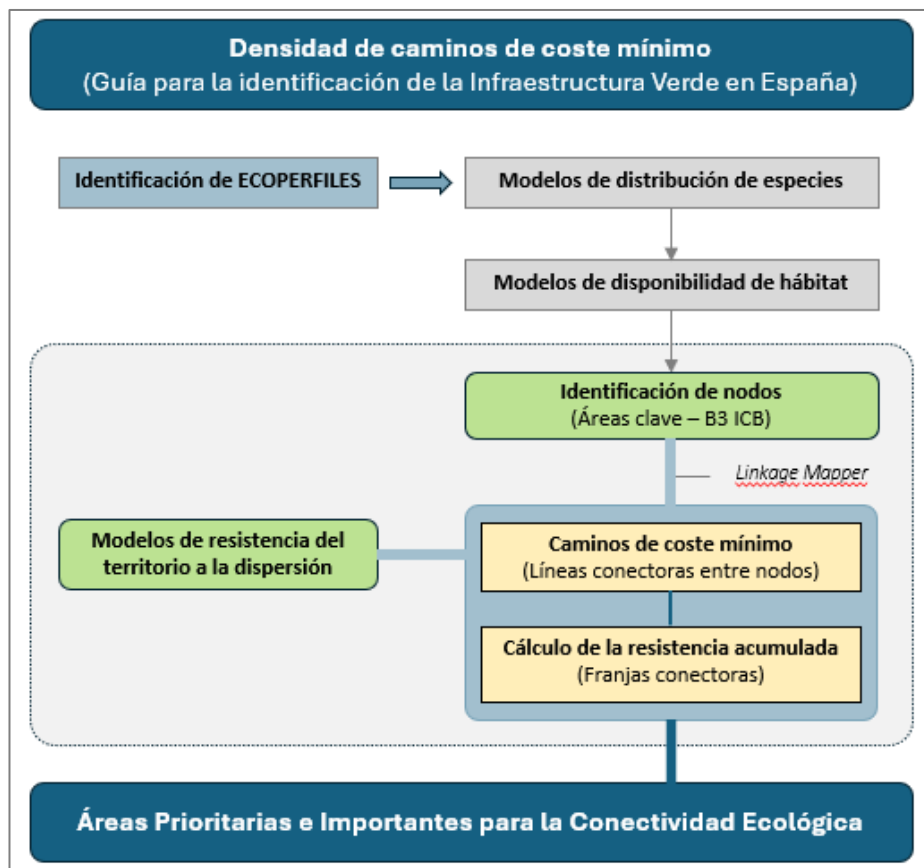 Densidad de caminos de coste mínimo
(Guía para la identificación de la Infraestructura Verde en España)
Identificación de ECOPERFILES
Modelos de distribución de especies
Modelos de disponibilidad de hábitat
Identificación de nodos
(Áreas clave – B3 ICB)
Linkage Mapper
Modelos de resistencia del
territorio a la dispersión
Caminos de coste mínimo
(Líneas conectoras entre nodos)
Cálculo de la resistencia acumulada
(Franjas conectoras)
Áreas Prioritarias e Importantes para la Conectividad Ecológica